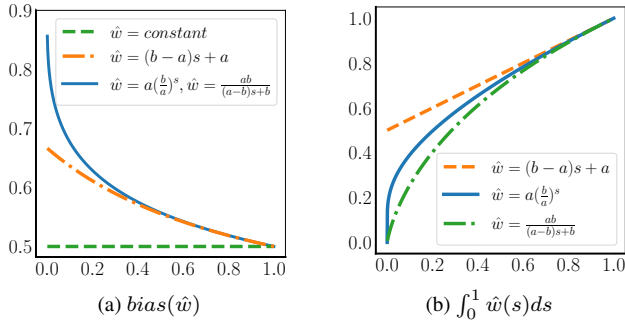 0.9
0.8
0.7
0.6
0.5
0.0 0.2 0.4 0.6 0.8 1.0
ŵ = constant
ŵ = (b − a)s + a
ŵ = a(b/a)^s, ŵ = ab/((a−b)s+b)
(a) bias(ŵ)
1.0
0.8
0.6
0.4
0.2
0.0
0.0 0.2 0.4 0.6 0.8 1.0
ŵ = (b − a)s + a
ŵ = a(b/a)^s
ŵ = ab/((a−b)s+b)
(b) ∫₀¹ ŵ(s)ds